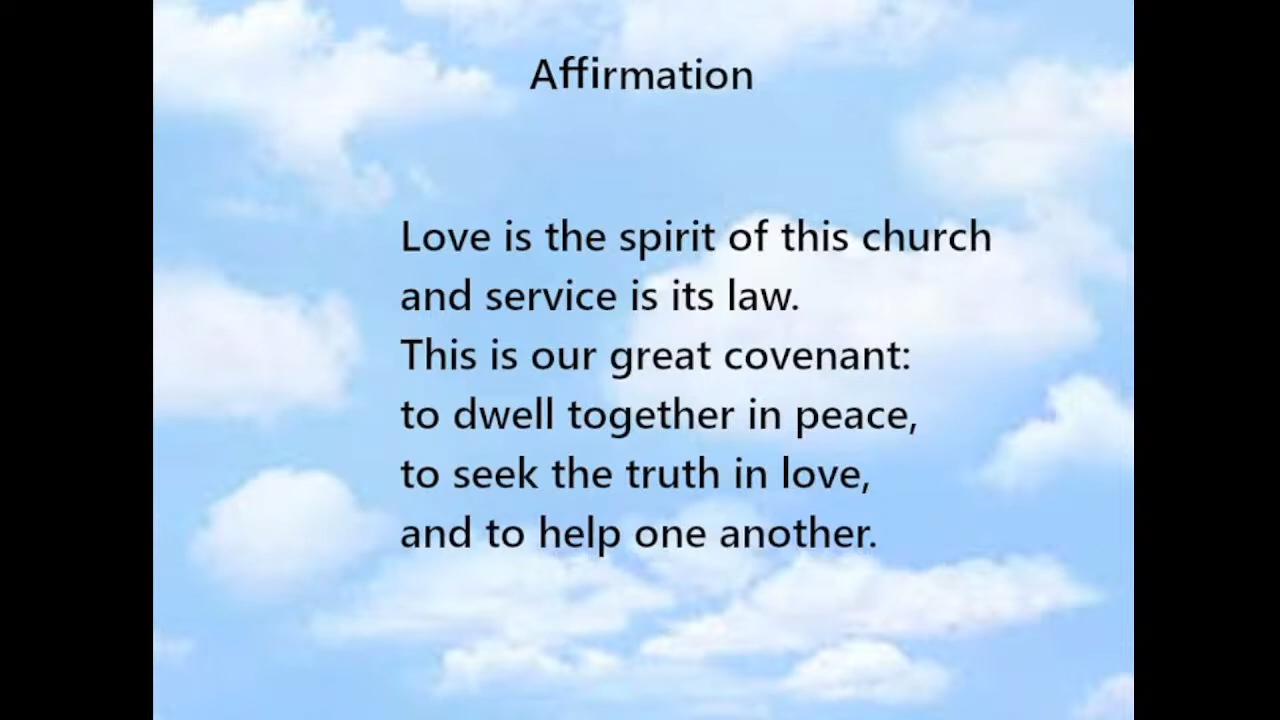 Affirmation
Love is the spirit of this church
and service is its law.
This is our great covenant:
to dwell together in peace,
to seek the truth in love,
and to help one another.